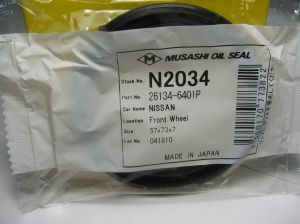 MUSASHI OIL SEAL
Stock No. N2034
Part No. 26134-6401P
Car Name NISSAN
Location Front Wheel
Size 57x73x7
Lot No. 041810
MADE IN JAPAN